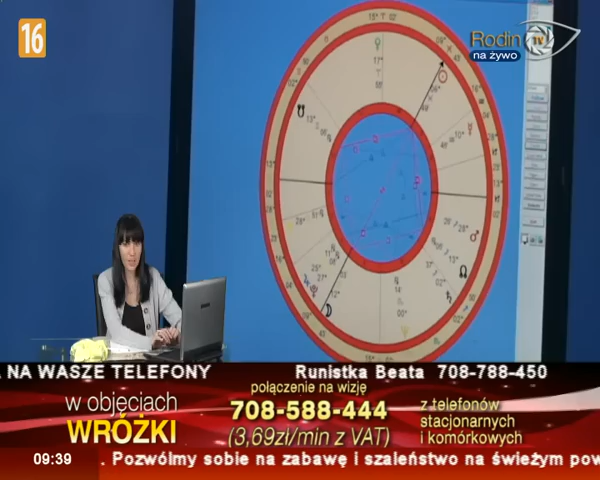 16
Rodin
TV
na żywo
NA WASZE TELEFONY
Runistka Beata 708-788-450
w objęciach
WRÓŻKI
połączenie na wizję
708-588-444
(3,69zł/min z VAT)
z telefonów
stacjonarnych
i komórkowych
09:39
. Pozwólmy sobie na zabawę i szaleństwo na świeżym pow